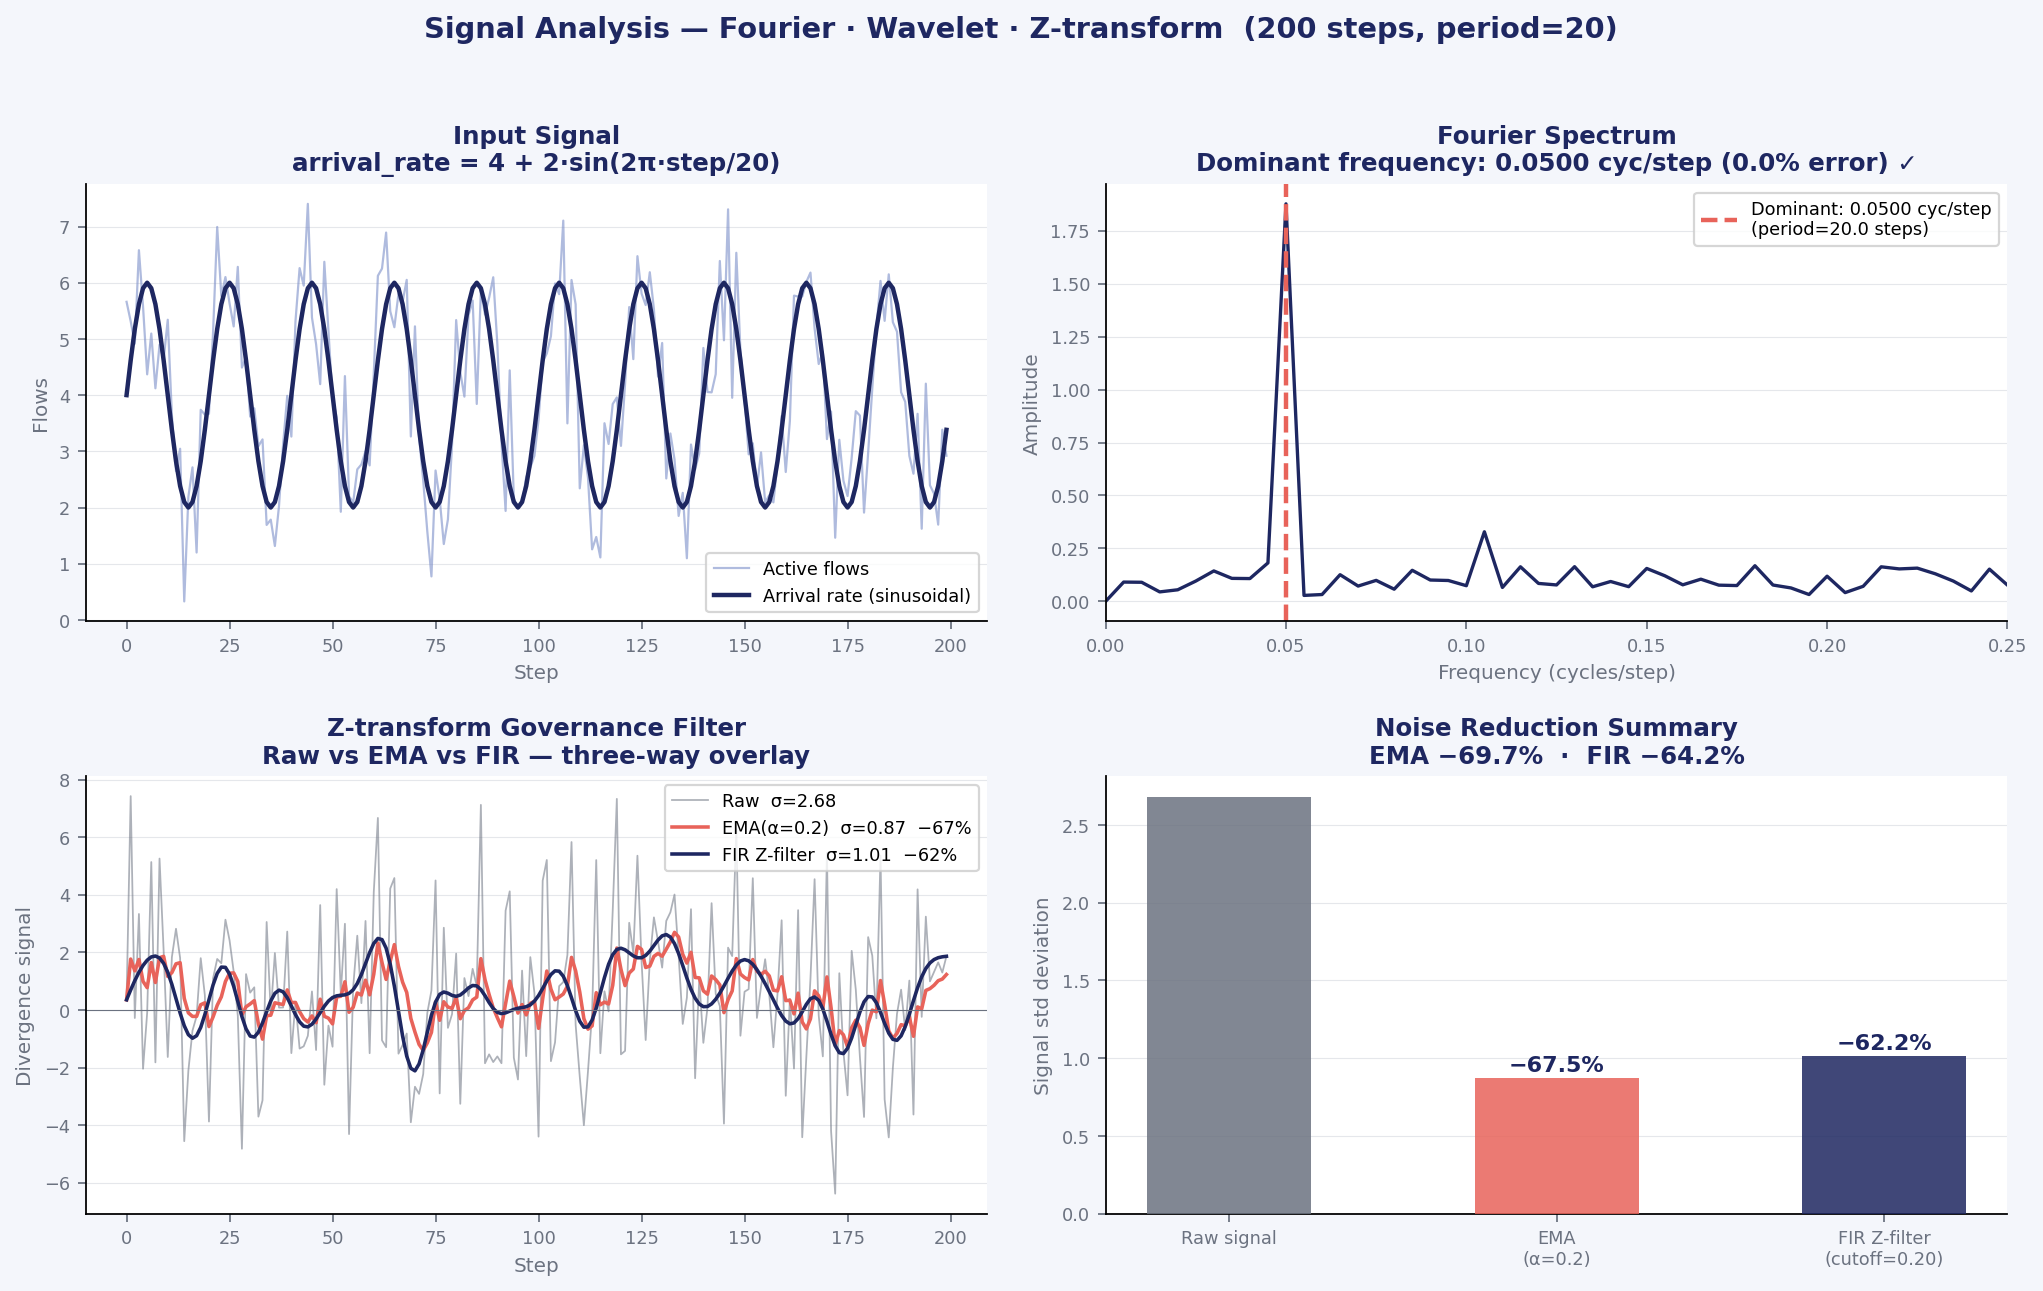 Signal Analysis — Fourier · Wavelet · Z-transform  (200 steps, period=20)
Input Signal
arrival_rate = 4 + 2·sin(2π·step/20)
Flows
7
6
5
4
3
2
1
0
Active flows
Arrival rate (sinusoidal)
0 25 50 75 100 125 150 175 200
Step
Fourier Spectrum
Dominant frequency: 0.0500 cyc/step (0.0% error) ✓
Amplitude
1.75
1.50
1.25
1.00
0.75
0.50
0.25
0.00
Dominant: 0.0500 cyc/step
(period=20.0 steps)
0.00 0.05 0.10 0.15 0.20 0.25
Frequency (cycles/step)
Z-transform Governance Filter
Raw vs EMA vs FIR — three-way overlay
Divergence signal
8
6
4
2
0
−2
−4
−6
Raw  σ=2.68
EMA(α=0.2)  σ=0.87  −67%
FIR Z-filter  σ=1.01  −62%
0 25 50 75 100 125 150 175 200
Step
Noise Reduction Summary
EMA −69.7%  ·  FIR −64.2%
Signal std deviation
2.5
2.0
1.5
1.0
0.5
0.0
−67.5%
−62.2%
Raw signal
EMA
(α=0.2)
FIR Z-filter
(cutoff=0.20)